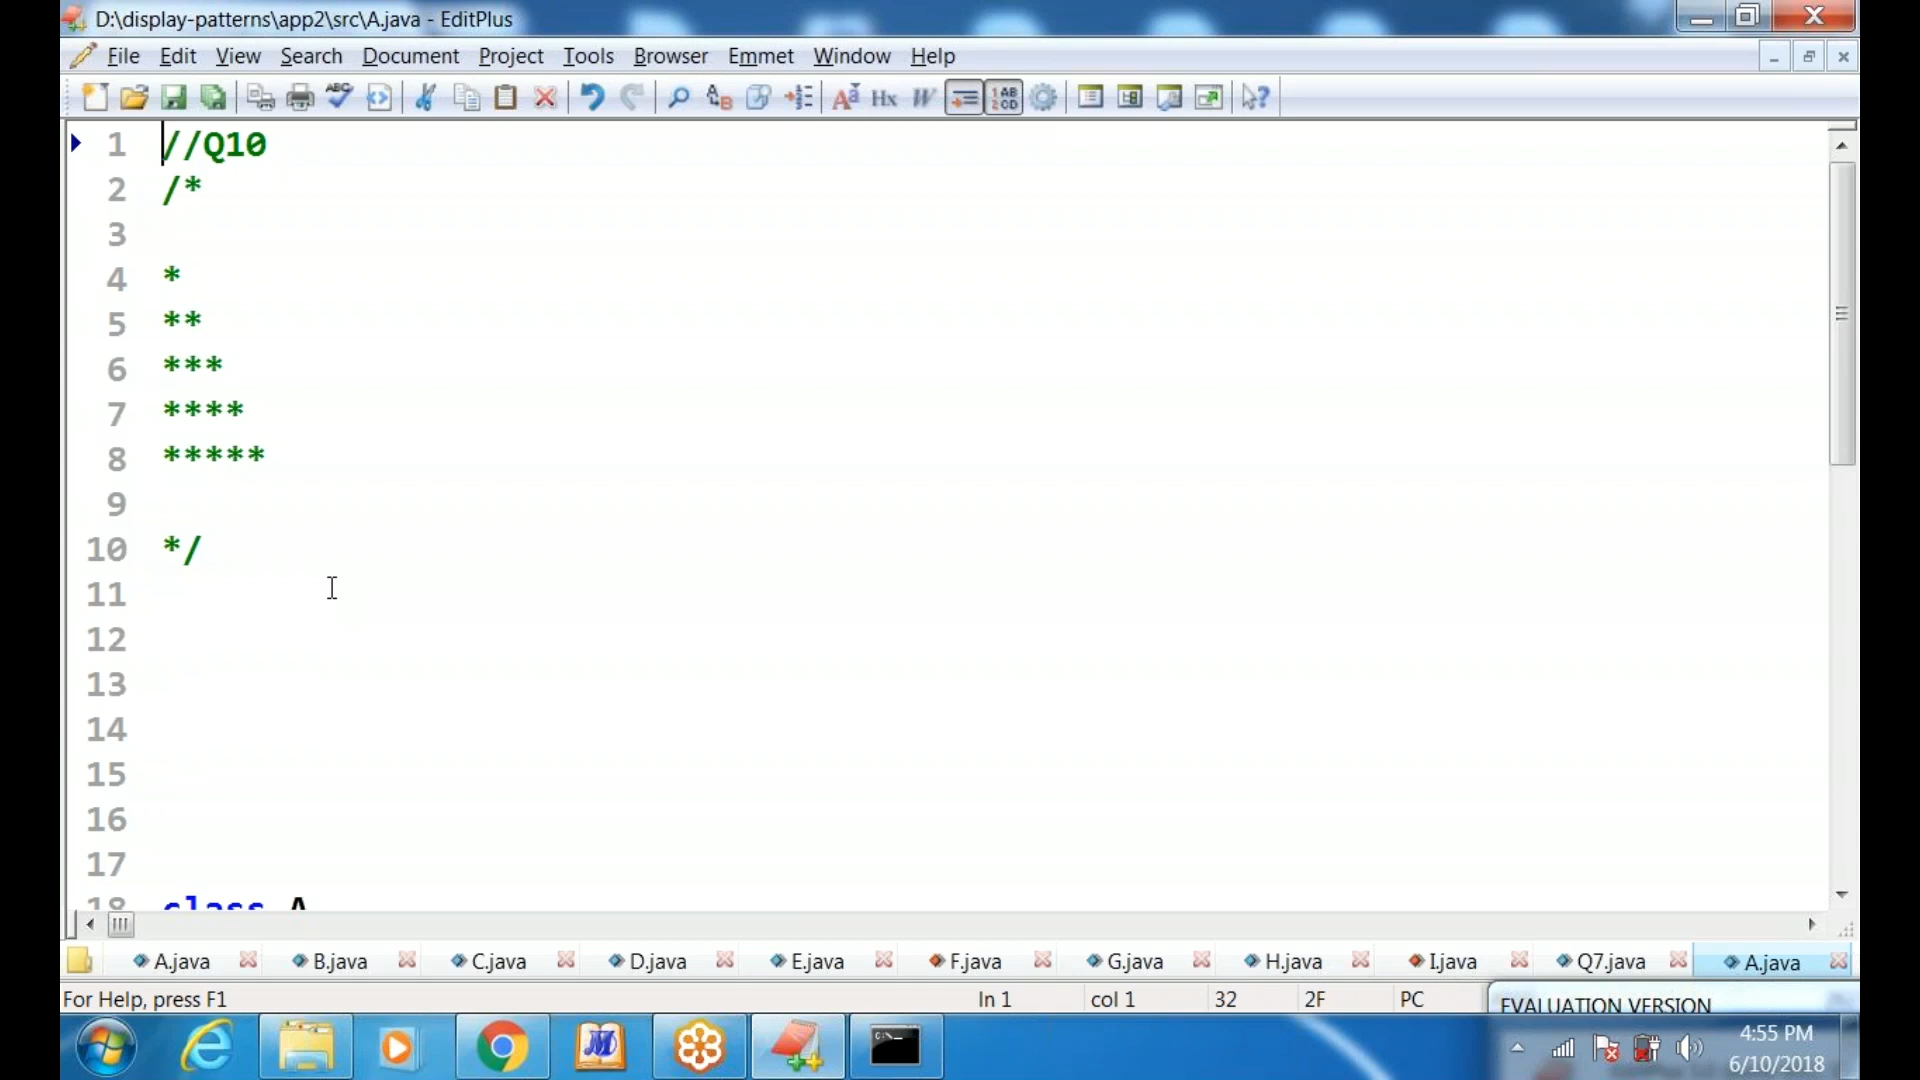 D:\display-patterns\app2\src\A.java - EditPlus
File Edit View Search Document Project Tools Browser Emmet Window Help
1 //Q10
2 /*
3
4 *
5 **
6 ***
7 ****
8 *****
9
10 */
11
12
13
14
15
16
17
18 class A
A.java B.java C.java D.java E.java F.java G.java H.java I.java Q7.java A.java
For Help, press F1 ln 1 col 1 32 2F PC EVALUATION VERSION
4:55 PM
6/10/2018